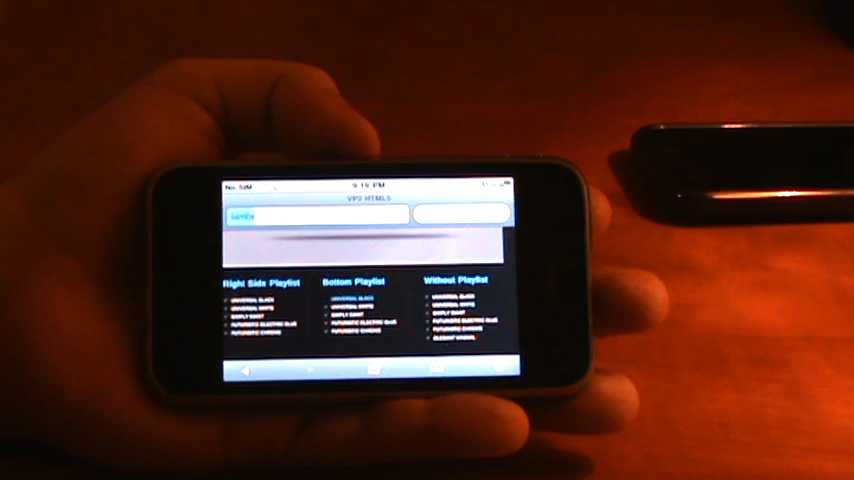 No SIM
9:19 PM
VP2 HTML5
Right Side Playlist
UNIVERSAL BLACK
UNIVERSAL WHITE
SIMPLY GIANT
FUTURISTIC ELECTRIC BLUE
FUTURISTIC CHROME
Bottom Playlist
UNIVERSAL BLACK
UNIVERSAL WHITE
SIMPLY GIANT
FUTURISTIC ELECTRIC BLUE
FUTURISTIC CHROME
Without Playlist
UNIVERSAL BLACK
UNIVERSAL WHITE
SIMPLY GIANT
FUTURISTIC ELECTRIC BLUE
FUTURISTIC CHROME
ELEGANT MINIMAL